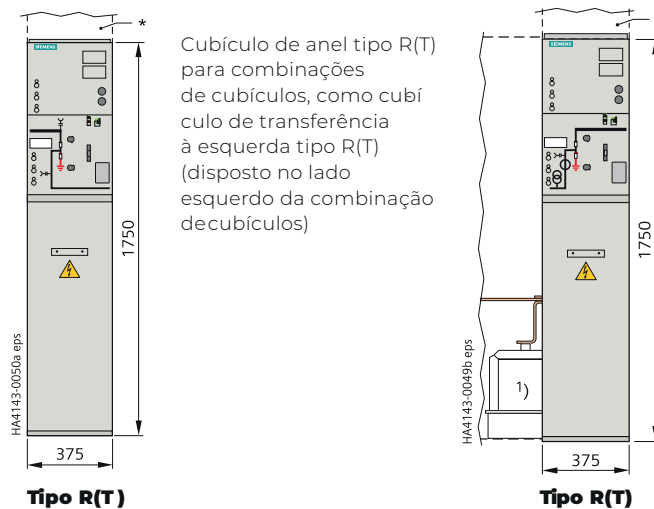 *
SIEMENS
1750
HA4143-0050a eps
375
Tipo R(T )
Cubículo de anel tipo R(T)
para combinações
de cubículos, como cubí
culo de transferência
à esquerda tipo R(T)
(disposto no lado
esquerdo da combinação
decubículos)
SIEMENS
1750
HA4143-0049b eps
1)
375
Tipo R(T)